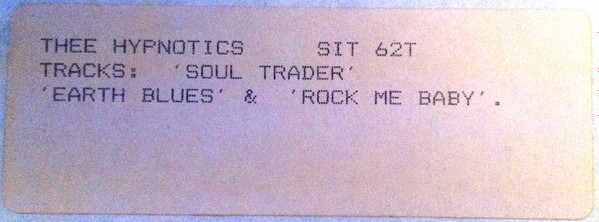 THEE HYPNOTICS SIT 62T
TRACKS: 'SOUL TRADER'
'EARTH BLUES' & 'ROCK ME BABY'.